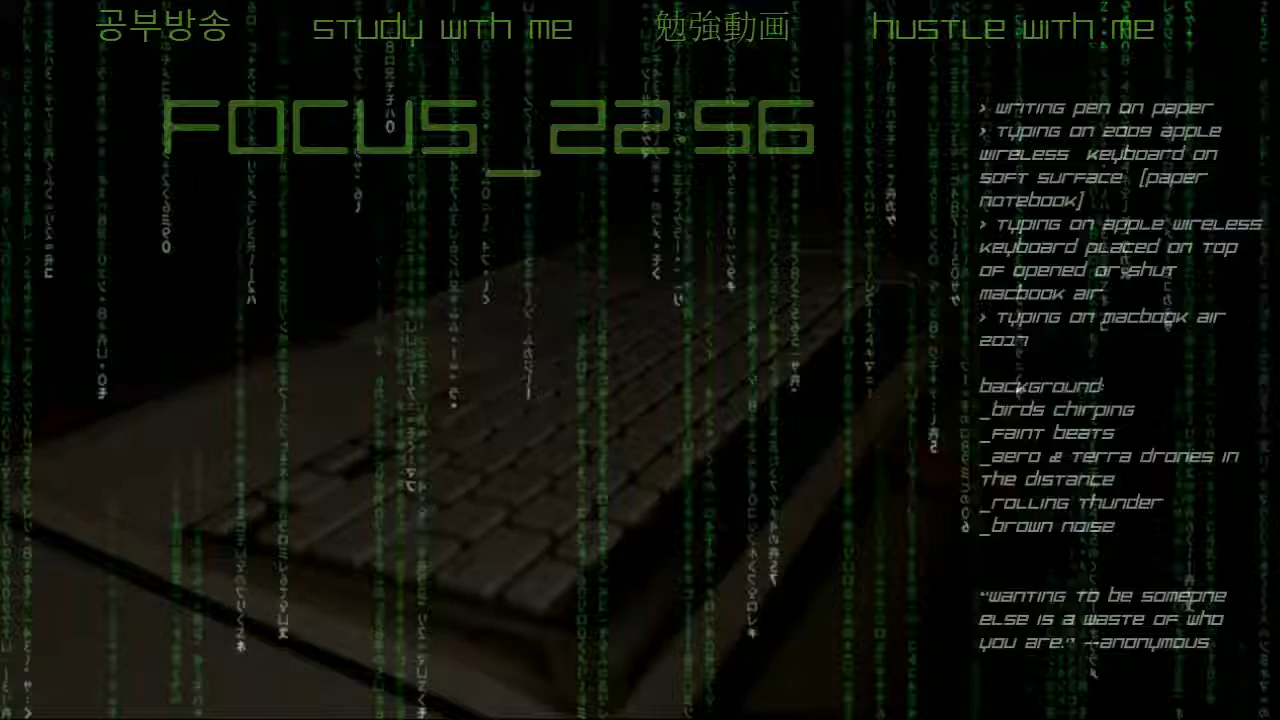 공부방송 study with me 勉強動画 hustle with me
FOCUS_22:56
> writing pen on paper
> typing on 2009 apple
wireless keyboard on
soft surface [paper
notebook]
> typing on apple wireless
keyboard placed on top
of opened or shut
macbook air
> typing on macbook air
2017
background:
_birds chirping
_faint beats
_aero & terra drones in
the distance
_rolling thunder
_brown noise
"wanting to be someone
else is a waste of who
you are." —anonymous